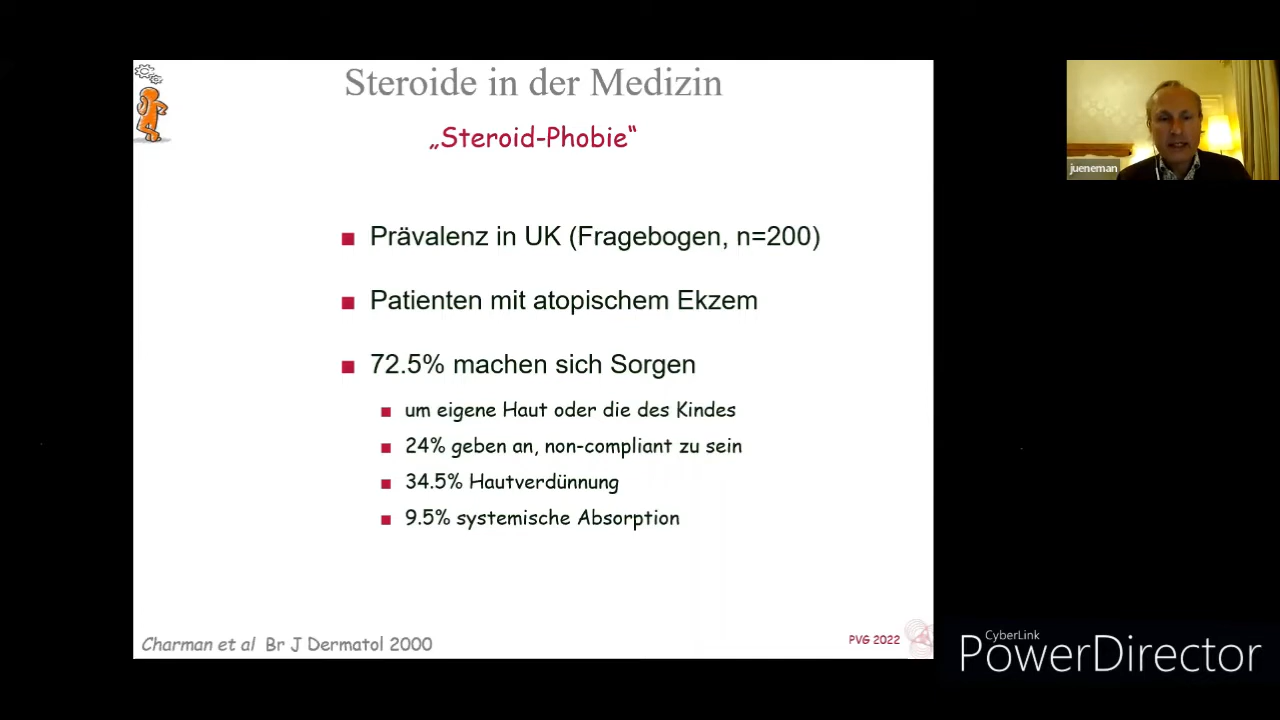 Steroide in der Medizin
„Steroid-Phobie“
Prävalenz in UK (Fragebogen, n=200)
Patienten mit atopischem Ekzem
72.5% machen sich Sorgen
um eigene Haut oder die des Kindes
24% geben an, non-compliant zu sein
34.5% Hautverdünnung
9.5% systemische Absorption
Charman et al Br J Dermatol 2000
PVG 2022
jueneman
CyberLink
PowerDirector